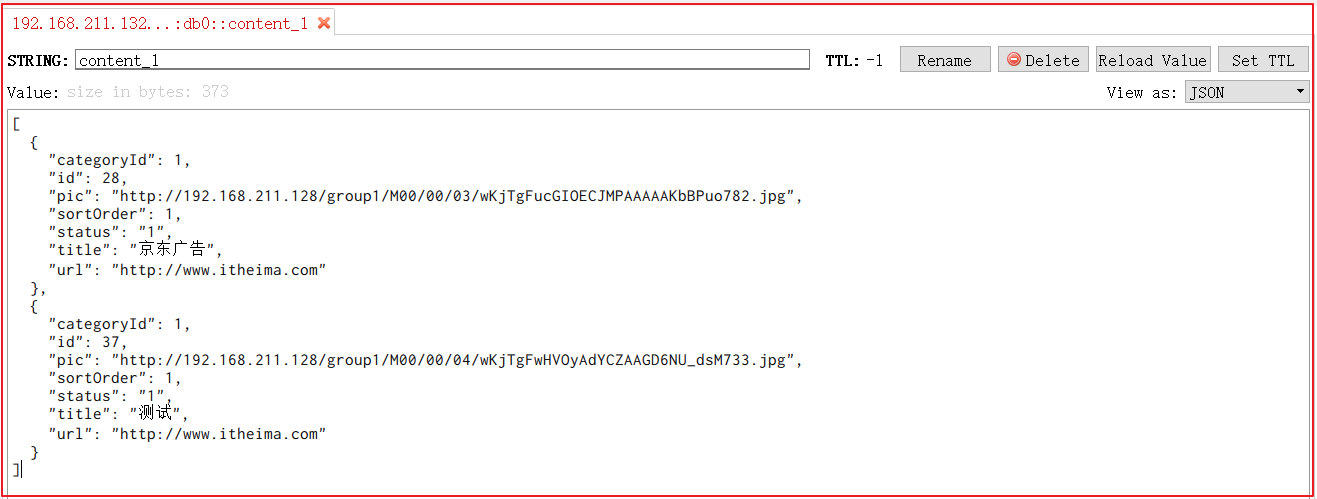 192.168.211.132...:db0::content_1
STRING: content_1 TTL: -1 Rename Delete Reload Value Set TTL
Value: size in bytes: 373 View as: JSON
[
  {
    "categoryId": 1,
    "id": 28,
    "pic": "http://192.168.211.128/group1/M00/00/03/wKjTgFucGIOECJMPAAAAAKbBPuo782.jpg",
    "sortOrder": 1,
    "status": "1",
    "title": "京东广告",
    "url": "http://www.itheima.com"
  },
  {
    "categoryId": 1,
    "id": 37,
    "pic": "http://192.168.211.128/group1/M00/00/04/wKjTgFwHVOyAdYCZAAGD6NU_dsM733.jpg",
    "sortOrder": 1,
    "status": "1",
    "title": "测试",
    "url": "http://www.itheima.com"
  }
]